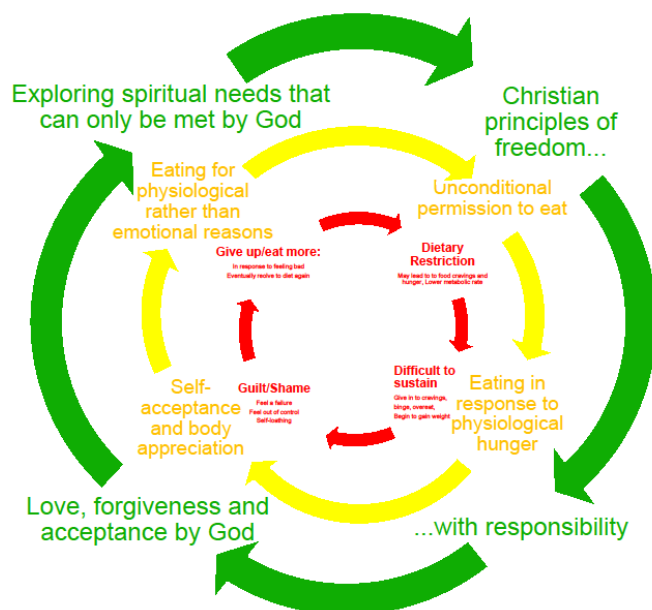 Exploring spiritual needs that
can only be met by God
Christian
principles of
freedom...
Eating for
physiological
rather than
emotional reasons
Unconditional
permission to eat
Give up/eat more:
In response to feeling bad
Eventually reolve to diet again
Dietary
Restriction
May lead to to food cravings and
hunger, Lower metabolic rate
Difficult to
sustain
Give in to cravings,
binge, overeat,
Begin to gain weight
Guilt/Shame
Feel a failure
Feel out of control
Self-loathing
Self-
acceptance
and body
appreciation
Eating in
response to
physiological
hunger
Love, forgiveness and
acceptance by God
...with responsibility